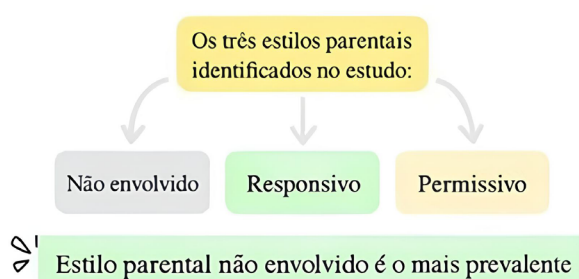 Os três estilos parentais
identificados no estudo:
Não envolvido
Responsivo
Permissivo
Estilo parental não envolvido é o mais prevalente